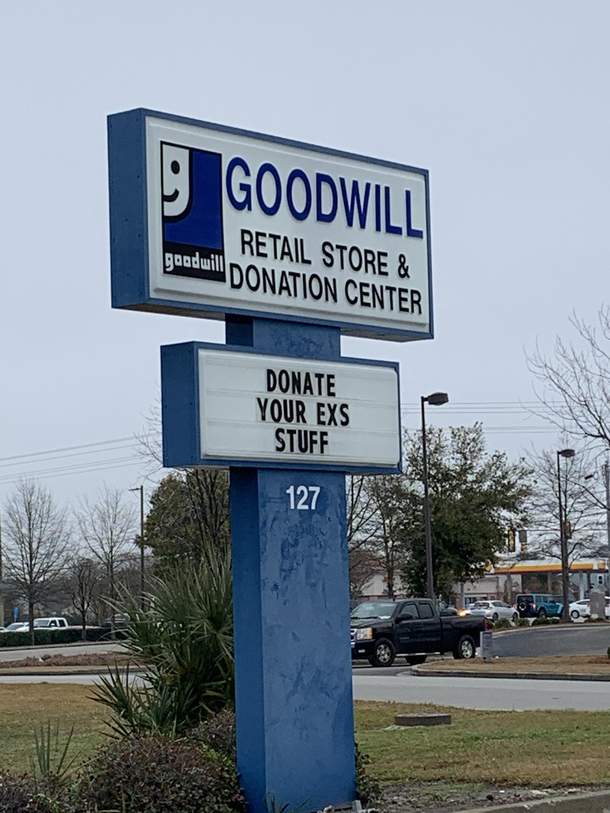 g
goodwill
GOODWILL
RETAIL STORE &
DONATION CENTER
DONATE
YOUR EXS
STUFF
127